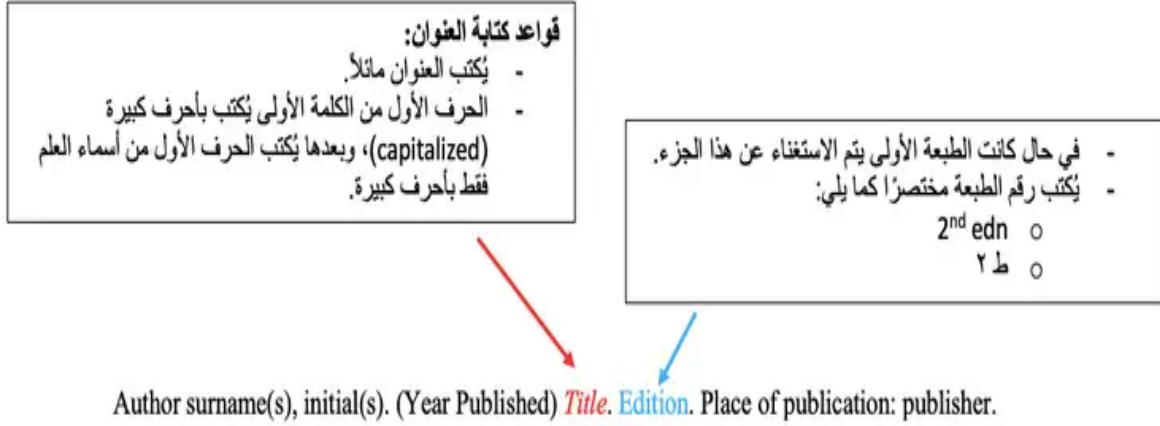 قواعد كتابة العنوان:
- يُكتب العنوان مائلاً.
- الحرف الأول من الكلمة الأولى يُكتب بأحرف كبيرة
(capitalized)، وبعدها يُكتب الحرف الأول من أسماء العلم
فقط بأحرف كبيرة.
- في حال كانت الطبعة الأولى يتم الاستغناء عن هذا الجزء.
- يُكتب رقم الطبعة مختصرًا كما يلي:
○ 2nd edn
○ ط ٢
Author surname(s), initial(s). (Year Published) Title. Edition. Place of publication: publisher.